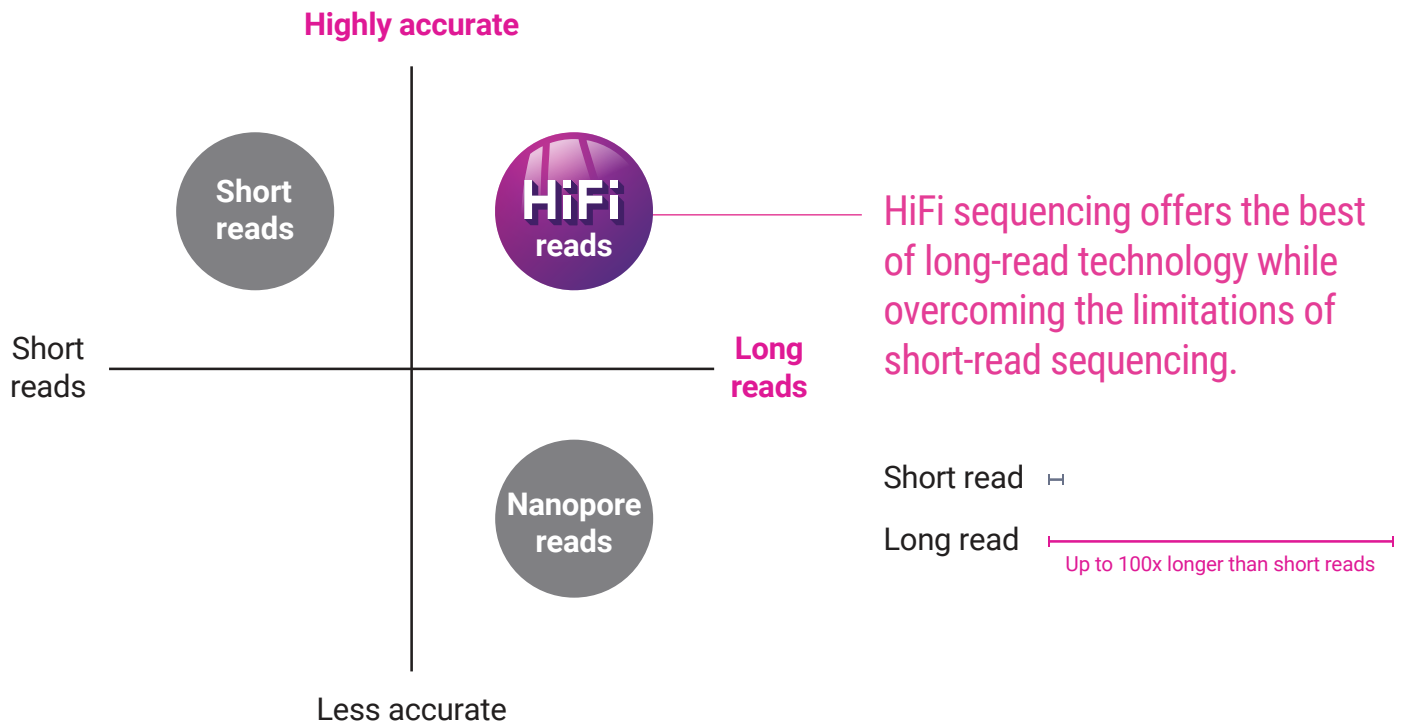 Highly accurate
Short
reads
HiFi
reads
HiFi sequencing offers the best
of long-read technology while
overcoming the limitations of
short-read sequencing.
Short
reads
Long
reads
Nanopore
reads
Short read
Long read
Up to 100x longer than short reads
Less accurate